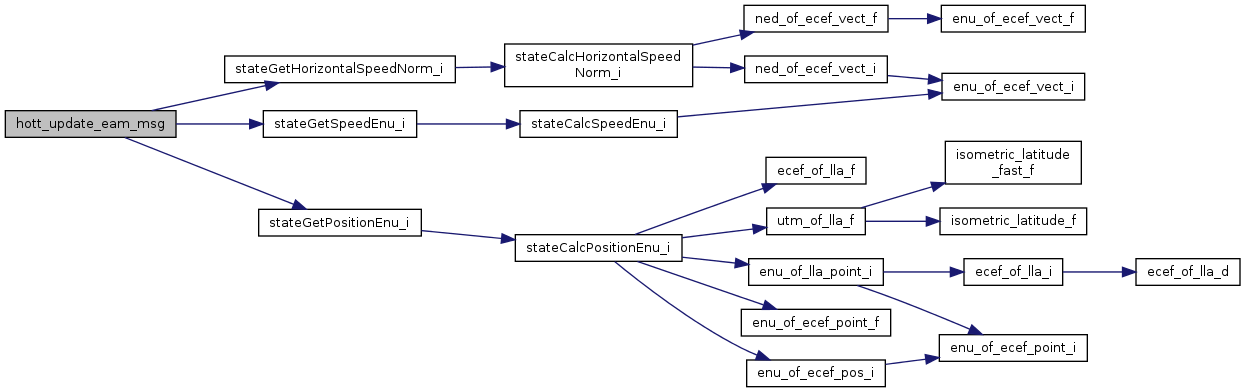 hott_update_eam_msg
stateGetHorizontalSpeedNorm_i
stateGetSpeedEnu_i
stateGetPositionEnu_i
stateCalcHorizontalSpeed
Norm_i
stateCalcSpeedEnu_i
stateCalcPositionEnu_i
ned_of_ecef_vect_f
ned_of_ecef_vect_i
ecef_of_lla_f
utm_of_lla_f
enu_of_lla_point_i
enu_of_ecef_point_f
enu_of_ecef_pos_i
enu_of_ecef_vect_f
enu_of_ecef_vect_i
isometric_latitude
_fast_f
isometric_latitude_f
ecef_of_lla_i
enu_of_ecef_point_i
ecef_of_lla_d